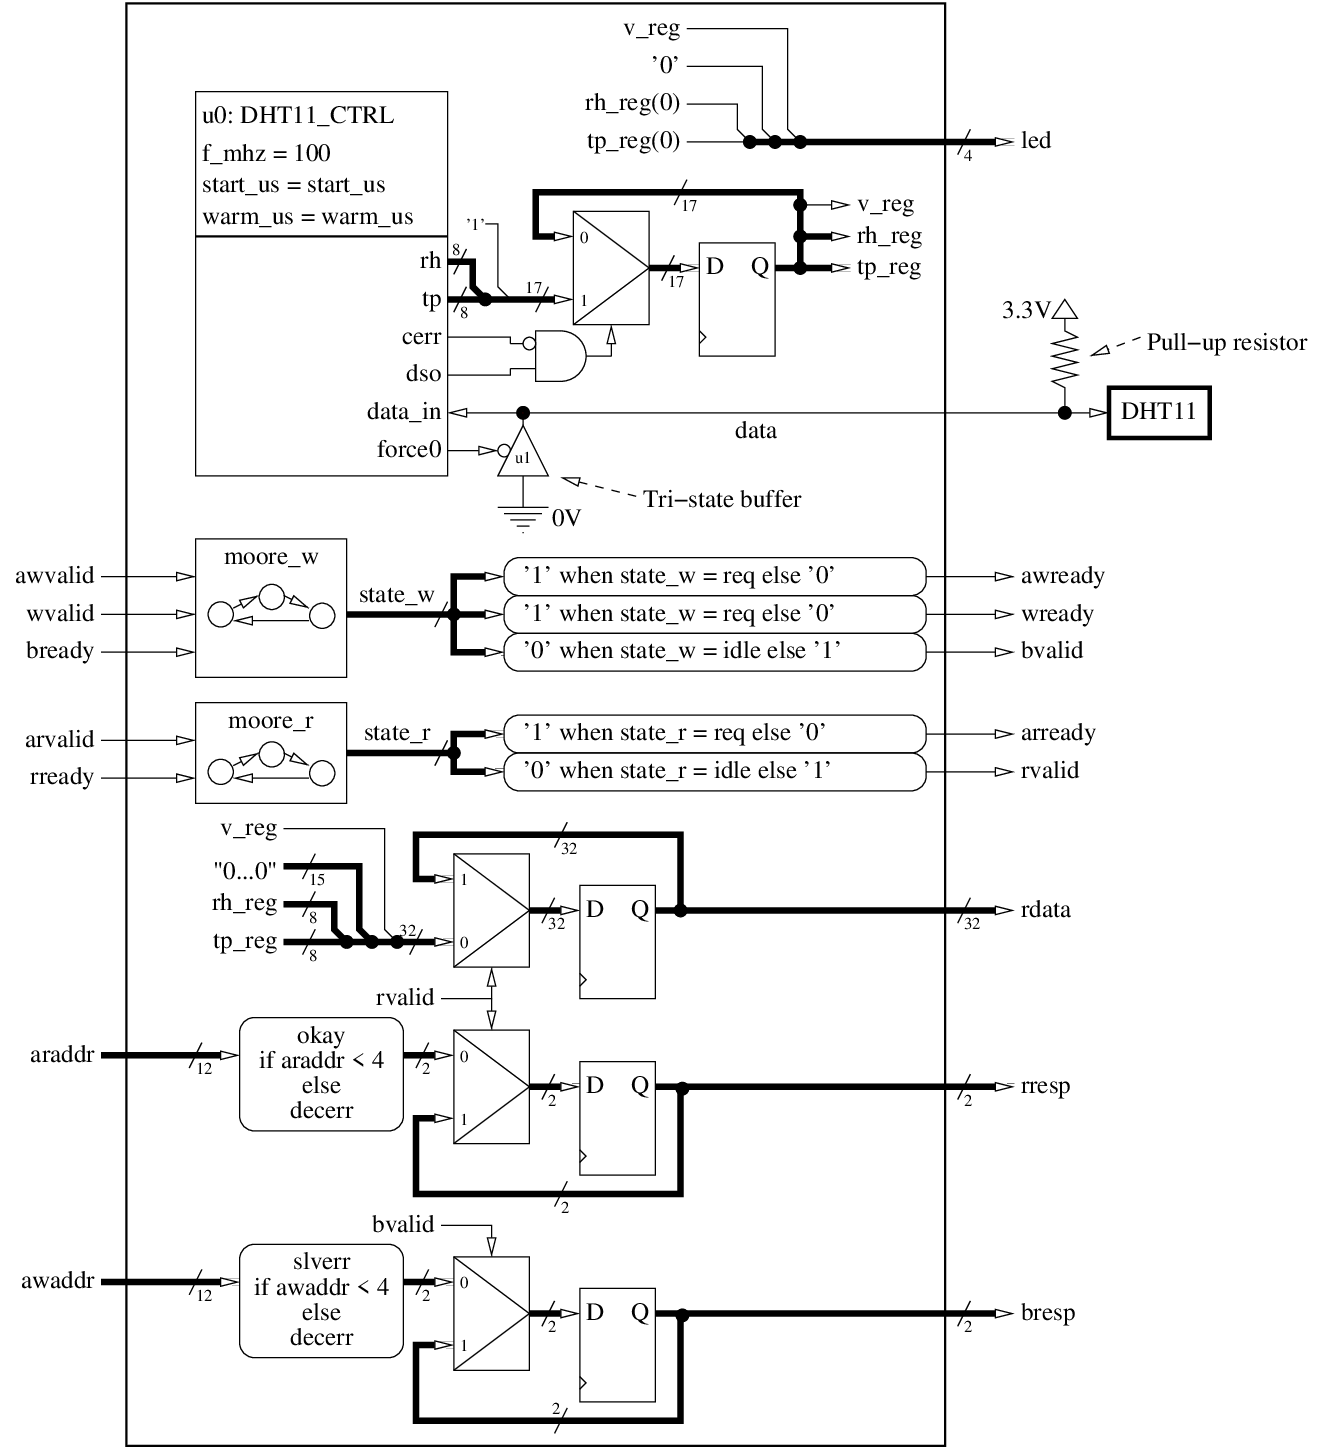 v_reg
'0'
rh_reg(0)
tp_reg(0)
4
led
u0: DHT11_CTRL
f_mhz = 100
start_us = start_us
warm_us = warm_us
rh
8
tp
8
'1'
17
17
0
1
17
D Q
v_reg
rh_reg
tp_reg
cerr
dso
data_in
force0
u1
data
Tri−state buffer
0V
3.3V
Pull−up resistor
DHT11
awvalid
wvalid
bready
moore_w
state_w
'1' when state_w = req else '0'
'1' when state_w = req else '0'
'0' when state_w = idle else '1'
awready
wready
bvalid
arvalid
rready
moore_r
state_r
'1' when state_r = req else '0'
'0' when state_r = idle else '1'
arready
rvalid
v_reg
"0...0"
15
rh_reg
8
tp_reg
8
32
32
1
0
32
D Q
32
rdata
rvalid
araddr
12
okay
if araddr < 4
else
decerr
2
0
1
2
D Q
2
2
rresp
bvalid
awaddr
12
slverr
if awaddr < 4
else
decerr
2
0
1
2
D Q
2
2
bresp